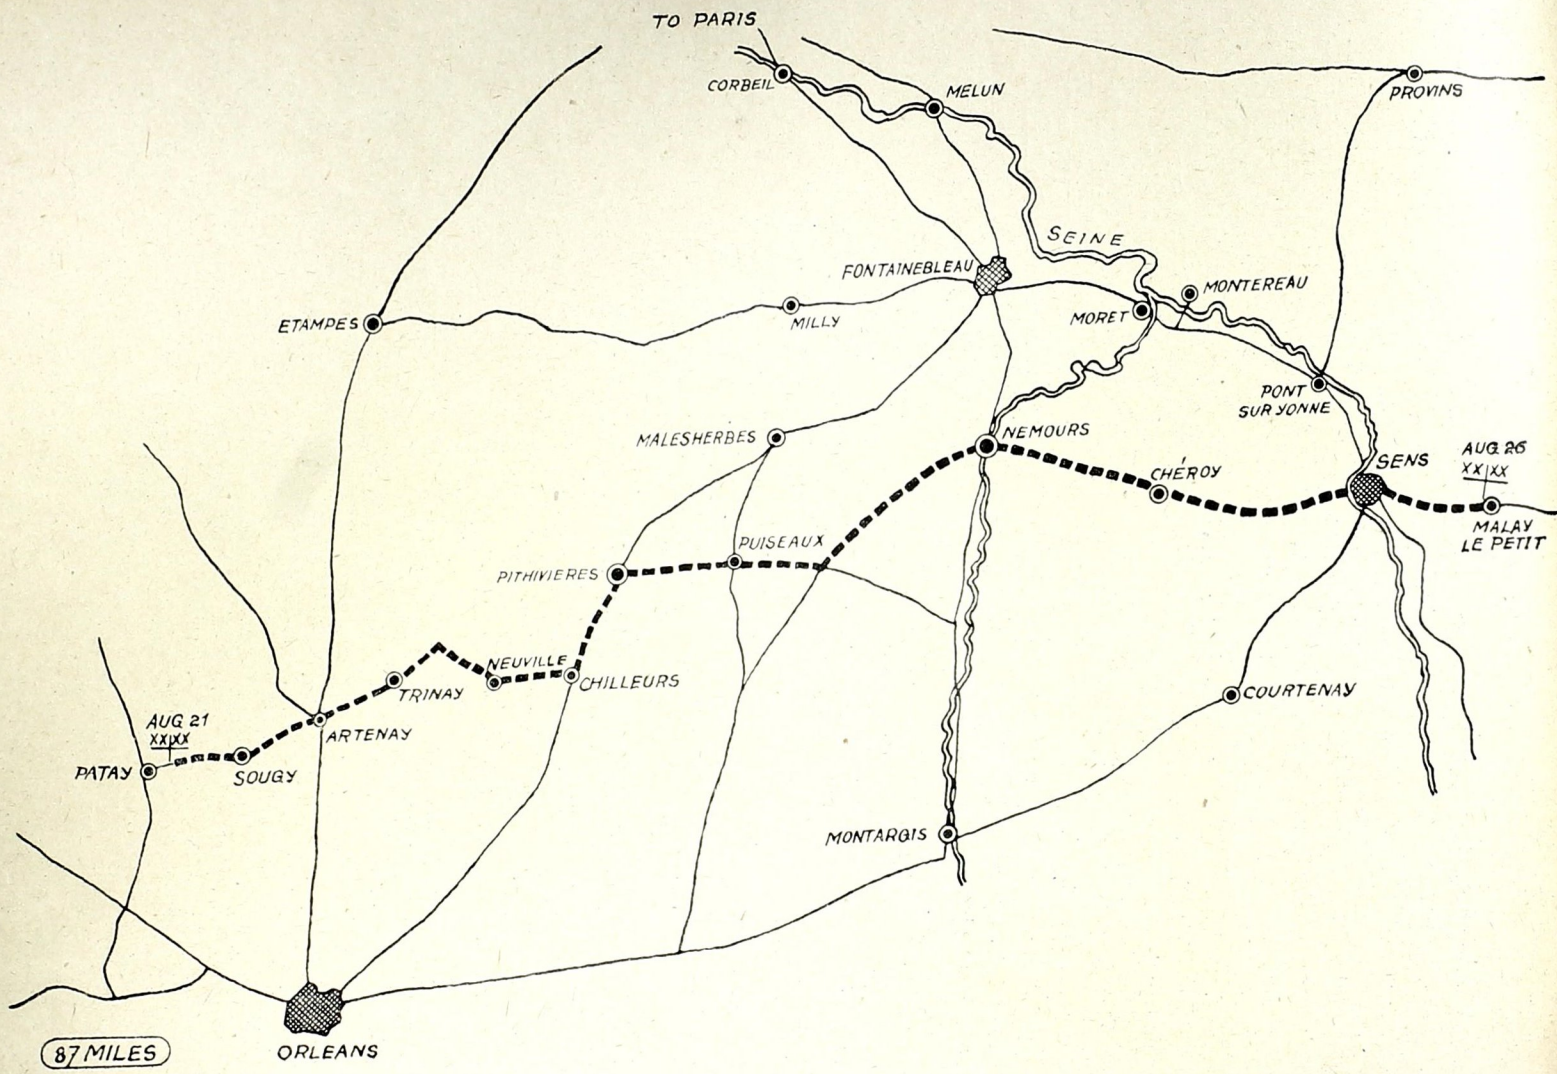 TO PARIS
CORBEIL
MELUN
PROVINS
SEINE
FONTAINEBLEAU
MONTEREAU
ETAMPES
MILLY
MORET
PONT
SUR YONNE
MALESHERBES
NEMOURS
CHÉROY
SENS
AUG 26
XX XX
MALAY
LE PETIT
PUISEAUX
PITHIVIERES
NEUVILLE
CHILLEURS
TRINAY
COURTENAY
AUG 21
XX XX
ARTENAY
PATAY
SOUGY
MONTARGIS
87 MILES
ORLEANS